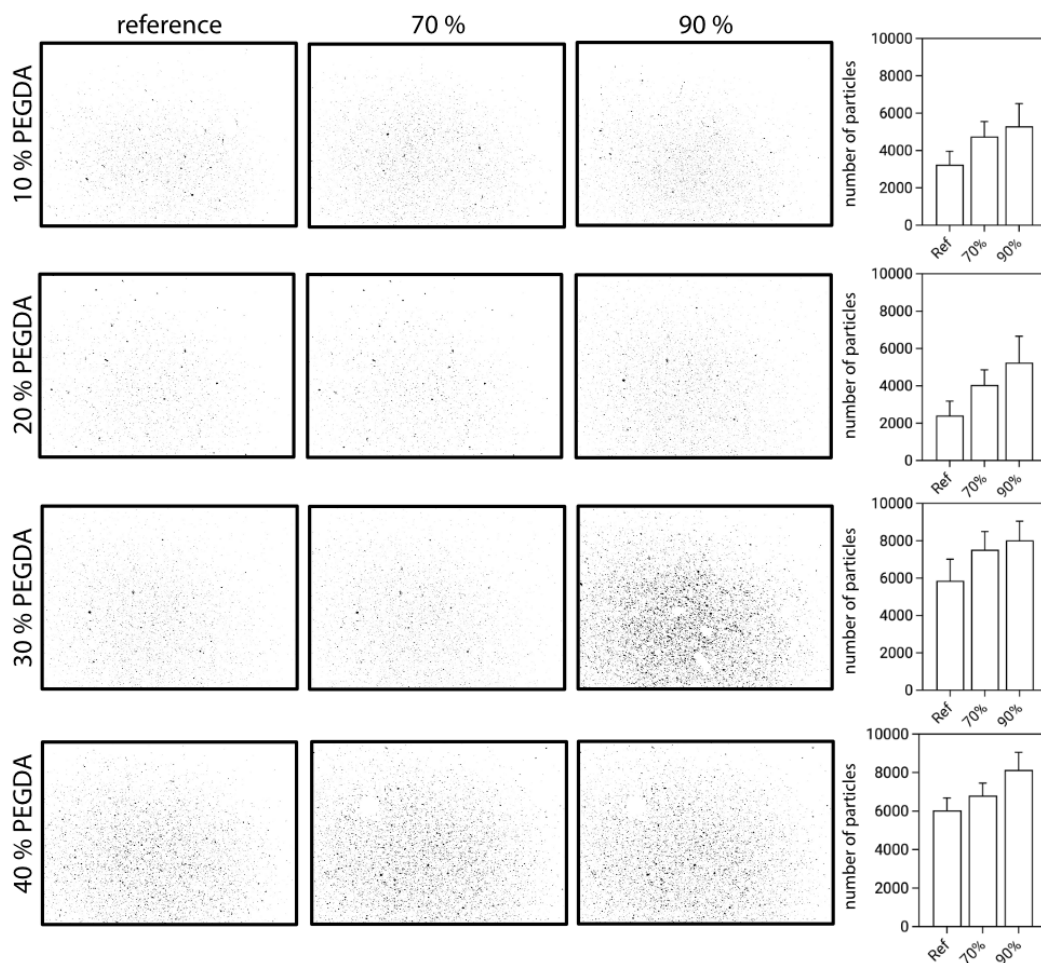 reference
70 %
90 %
10 % PEGDA
number of particles
10000
8000
6000
4000
2000
0
Ref
70%
90%
20 % PEGDA
number of particles
10000
8000
6000
4000
2000
0
Ref
70%
90%
30 % PEGDA
number of particles
10000
8000
6000
4000
2000
0
Ref
70%
90%
40 % PEGDA
number of particles
10000
8000
6000
4000
2000
0
Ref
70%
90%